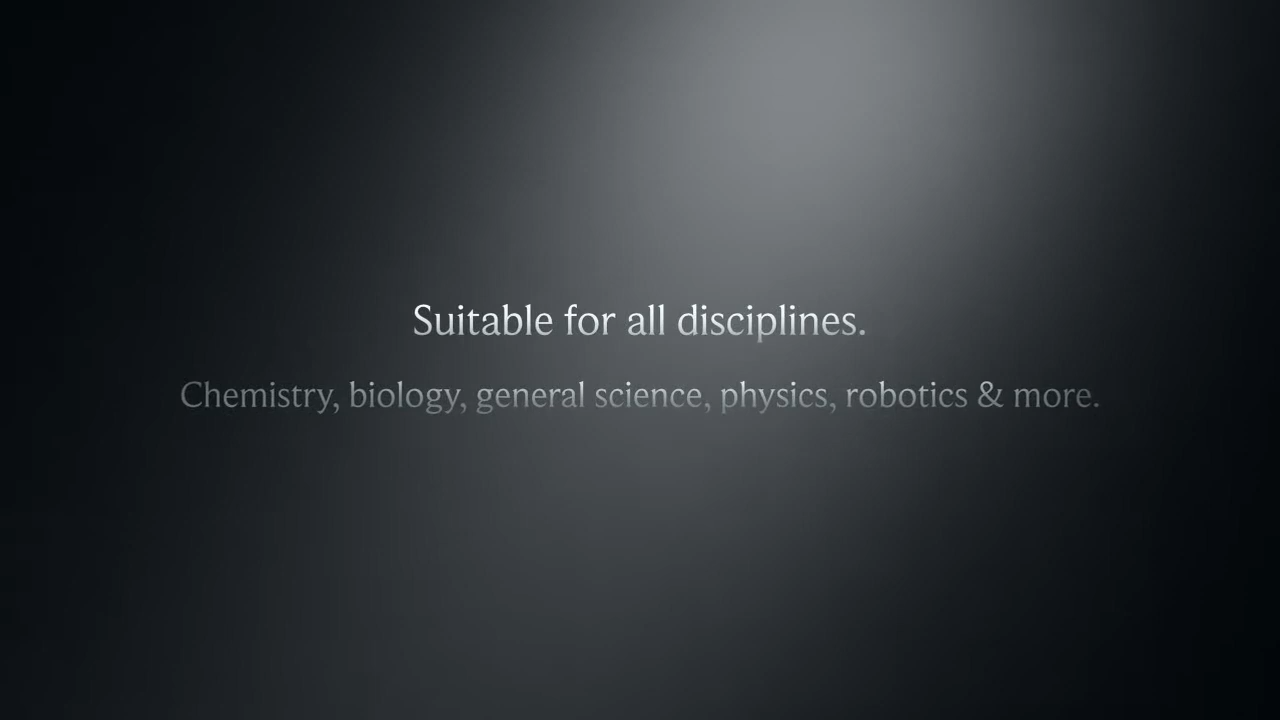 Suitable for all disciplines.
Chemistry, biology, general science, physics, robotics & more.